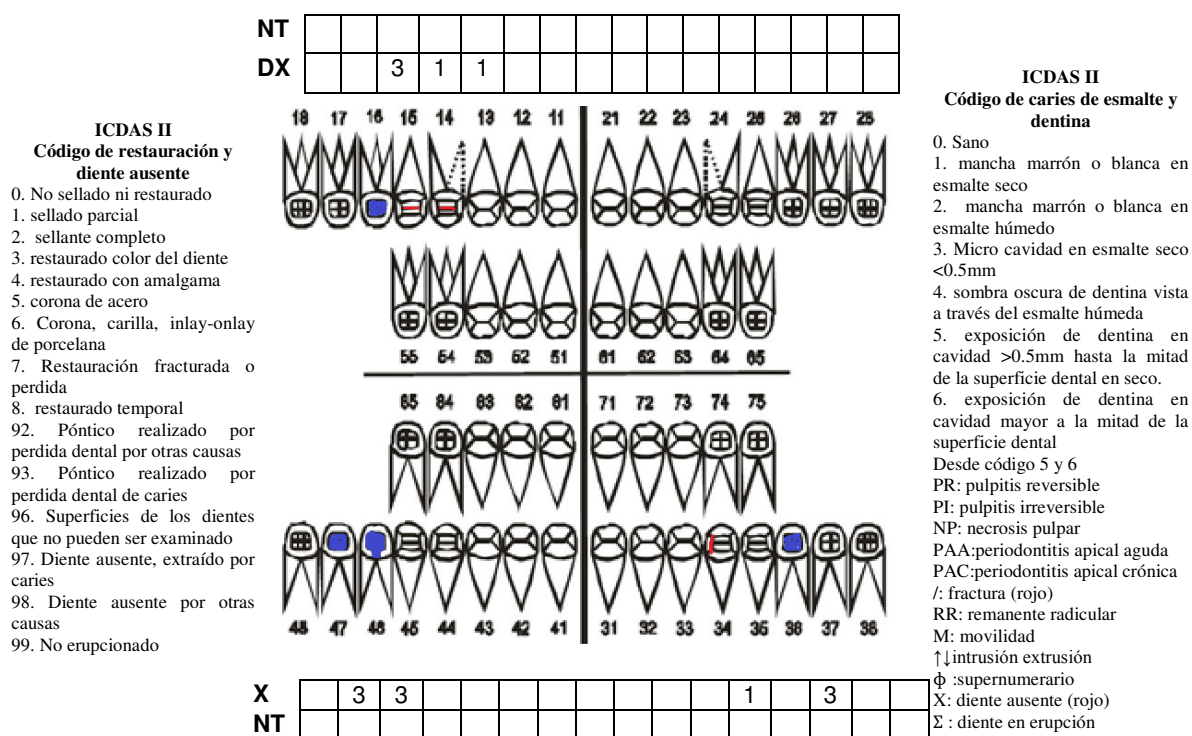 NT
DX 3 1 1
ICDAS II
Código de restauración y
diente ausente
0. No sellado ni restaurado
1. sellado parcial
2. sellante completo
3. restaurado color del diente
4. restaurado con amalgama
5. corona de acero
6. Corona, carilla, inlay-onlay
de porcelana
7. Restauración fracturada o
perdida
8. restaurado temporal
92. Póntico realizado por
perdida dental por otras causas
93. Póntico realizado por
perdida dental de caries
96. Superficies de los dientes
que no pueden ser examinado
97. Diente ausente, extraído por
caries
98. Diente ausente por otras
causas
99. No erupcionado
18 17 16 15 14 13 12 11 21 22 23 24 25 26 27 28
55 54 53 52 51 61 62 63 64 65
85 84 83 82 81 71 72 73 74 75
48 47 46 45 44 43 42 41 31 32 33 34 35 36 37 38
ICDAS II
Código de caries de esmalte y
dentina
0. Sano
1. mancha marrón o blanca en
esmalte seco
2. mancha marrón o blanca en
esmalte húmedo
3. Micro cavidad en esmalte seco
<0.5mm
4. sombra oscura de dentina vista
a través del esmalte húmeda
5. exposición de dentina en
cavidad >0.5mm hasta la mitad
de la superficie dental en seco.
6. exposición de dentina en
cavidad mayor a la mitad de la
superficie dental
Desde código 5 y 6
PR: pulpitis reversible
PI: pulpitis irreversible
NP: necrosis pulpar
PAA:periodontitis apical aguda
PAC:periodontitis apical crónica
/: fractura (rojo)
RR: remanente radicular
M: movilidad
↑↓intrusión extrusión
ф :supernumerario
X: diente ausente (rojo)
Σ : diente en erupción
X 3 3 1 3
NT